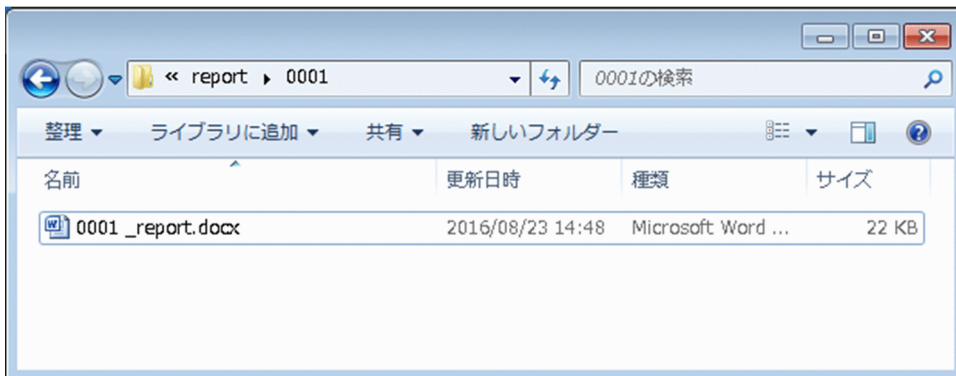 « report ▸ 0001
0001の検索
整理 ▼ ライブラリに追加 ▼ 共有 ▼ 新しいフォルダー
名前 更新日時 種類 サイズ
0001 _report.docx 2016/08/23 14:48 Microsoft Word ... 22 KB